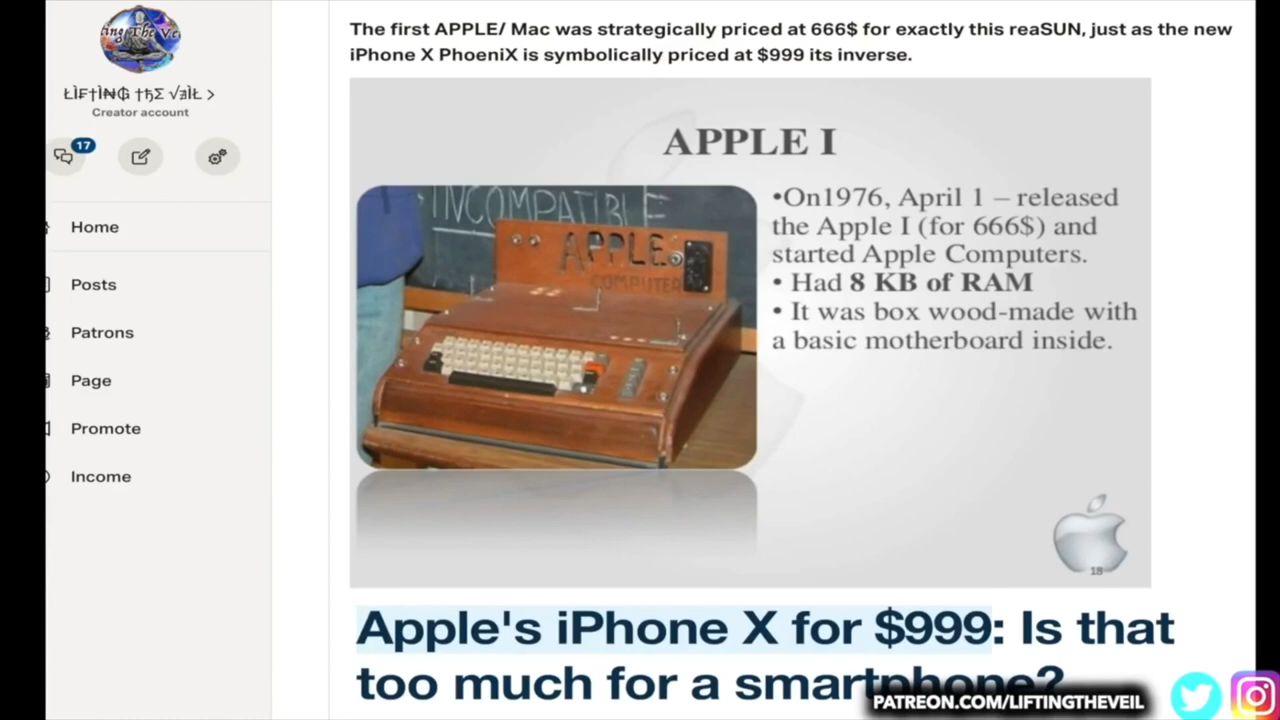 The first APPLE/ Mac was strategically priced at 666$ for exactly this reaSUN, just as the new
iPhone X PhoeniX is symbolically priced at $999 its inverse.
ŁÌ₣†Ì₦₲ †ђΣ √ƎÌŁ >
Creator account
17
Home
Posts
Patrons
Page
Promote
Income
APPLE I
INCOMPATIBLE
APPLE
COMPUTER
•On1976, April 1 – released
the Apple I (for 666$) and
started Apple Computers.
• Had 8 KB of RAM
• It was box wood-made with
a basic motherboard inside.
18
Apple's iPhone X for $999: Is that
too much for a smartphone?
PATREON.COM/LIFTINGTHEVEIL